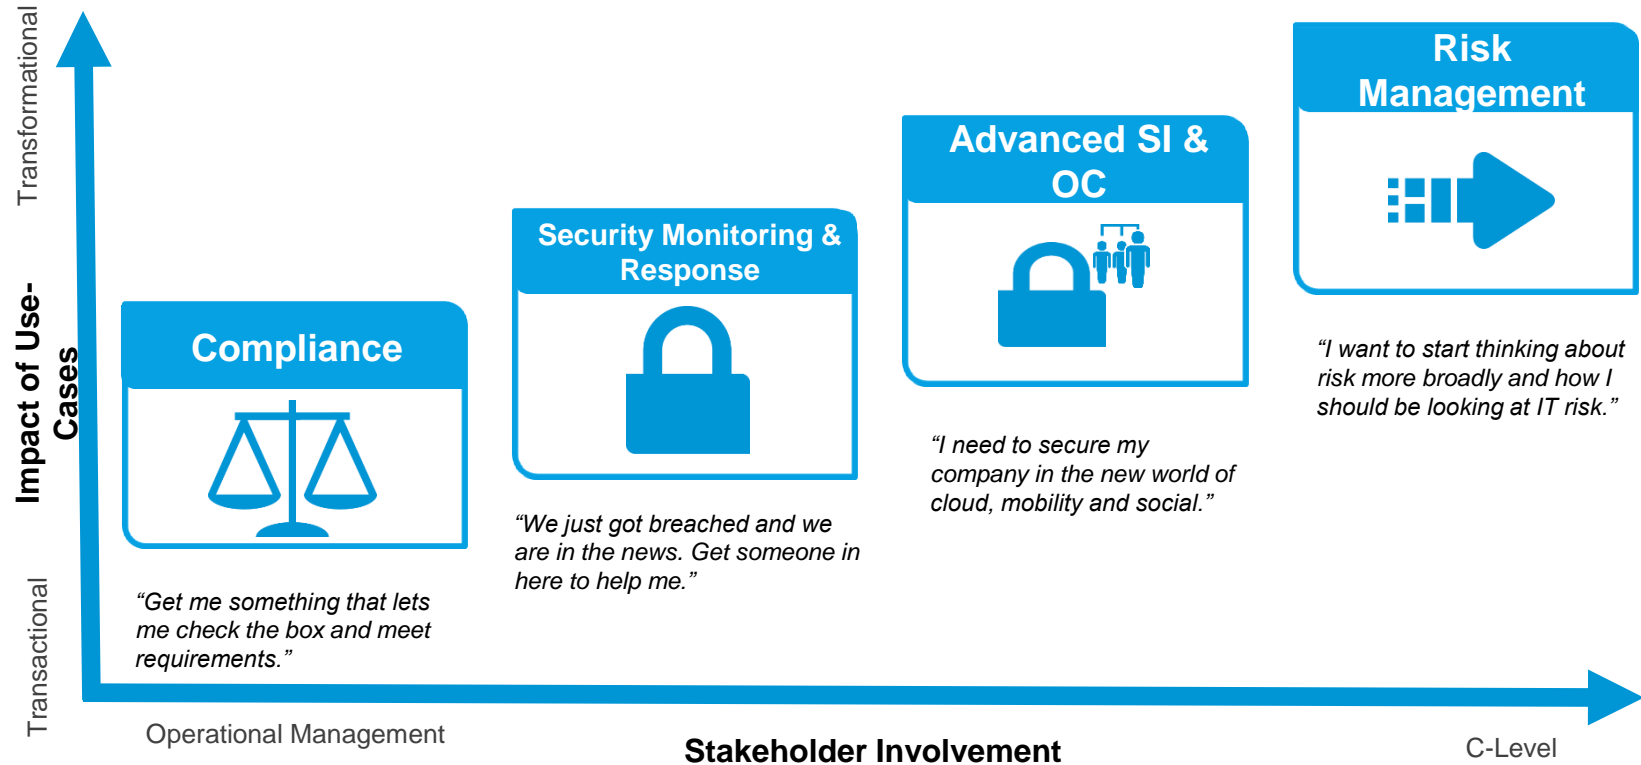 Transformational
Impact of Use-
Cases
Transactional
Compliance
“Get me something that lets
me check the box and meet
requirements.”
Security Monitoring &
Response
“We just got breached and we
are in the news. Get someone in
here to help me.”
Advanced SI &
OC
“I need to secure my
company in the new world of
cloud, mobility and social.”
Risk
Management
“I want to start thinking about
risk more broadly and how I
should be looking at IT risk.”
Operational Management
Stakeholder Involvement
C-Level